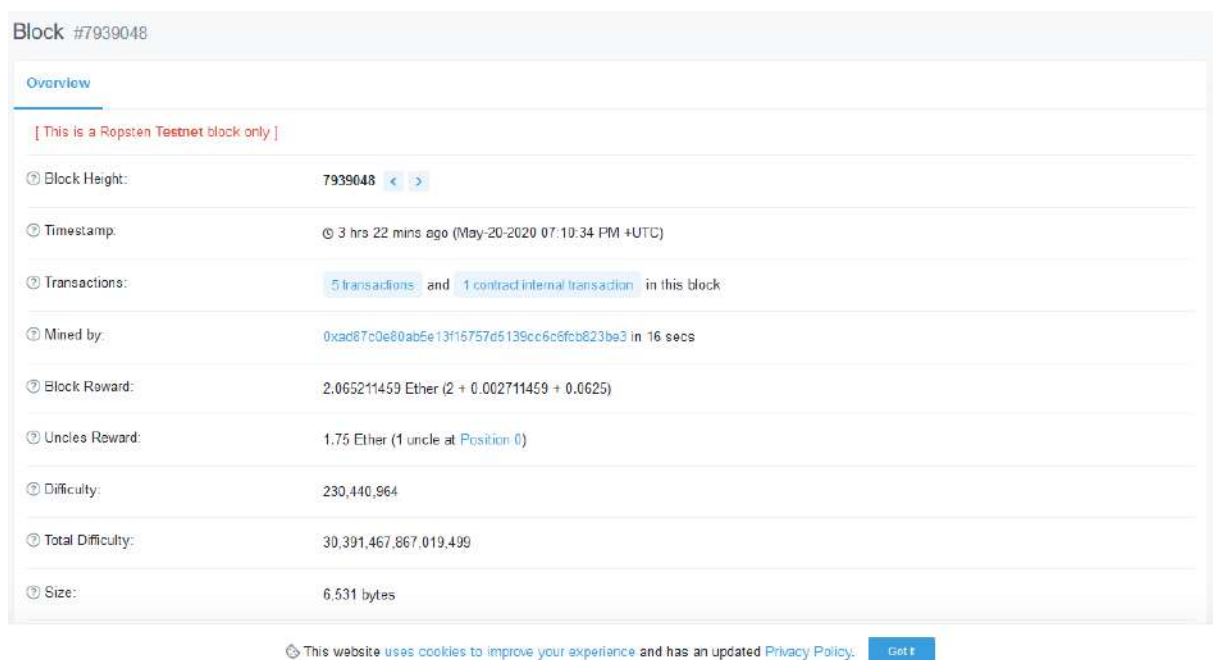 Block #7939048
Overview
[ This is a Ropsten Testnet block only ]
Block Height: 7939048 < >
Timestamp: 3 hrs 22 mins ago (May-20-2020 07:10:34 PM +UTC)
Transactions: 5 transactions and 1 contract internal transaction in this block
Mined by: 0xad87c0e80ab5e13f15757d5139cc6c6fcb823be3 in 16 secs
Block Reward: 2.065211459 Ether (2 + 0.002711459 + 0.0625)
Uncles Reward: 1.75 Ether (1 uncle at Position 0)
Difficulty: 230,440,964
Total Difficulty: 30,391,467,867,019,499
Size: 6,531 bytes
This website uses cookies to improve your experience and has an updated Privacy Policy. Got It